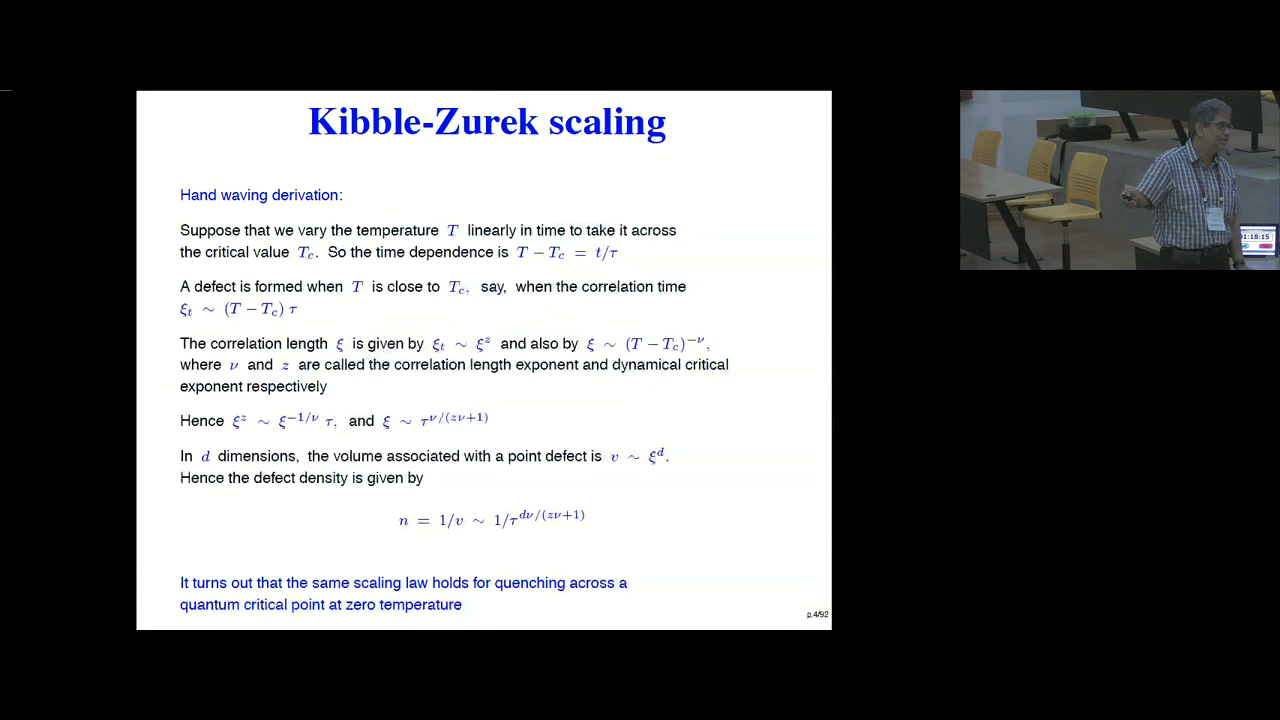 Kibble-Zurek scaling
Hand waving derivation:
Suppose that we vary the temperature T linearly in time to take it across
the critical value T_c. So the time dependence is T − T_c = t/τ
A defect is formed when T is close to T_c, say, when the correlation time
ξ_t ∼ (T − T_c) τ
The correlation length ξ is given by ξ_t ∼ ξ^z and also by ξ ∼ (T − T_c)^{−ν},
where ν and z are called the correlation length exponent and dynamical critical
exponent respectively
Hence ξ^z ∼ ξ^{−1/ν} τ, and ξ ∼ τ^{ν/(zν+1)}
In d dimensions, the volume associated with a point defect is v ∼ ξ^d.
Hence the defect density is given by
n = 1/v ∼ 1/τ^{dν/(zν+1)}
It turns out that the same scaling law holds for quenching across a
quantum critical point at zero temperature
p.4/92
01:18:15